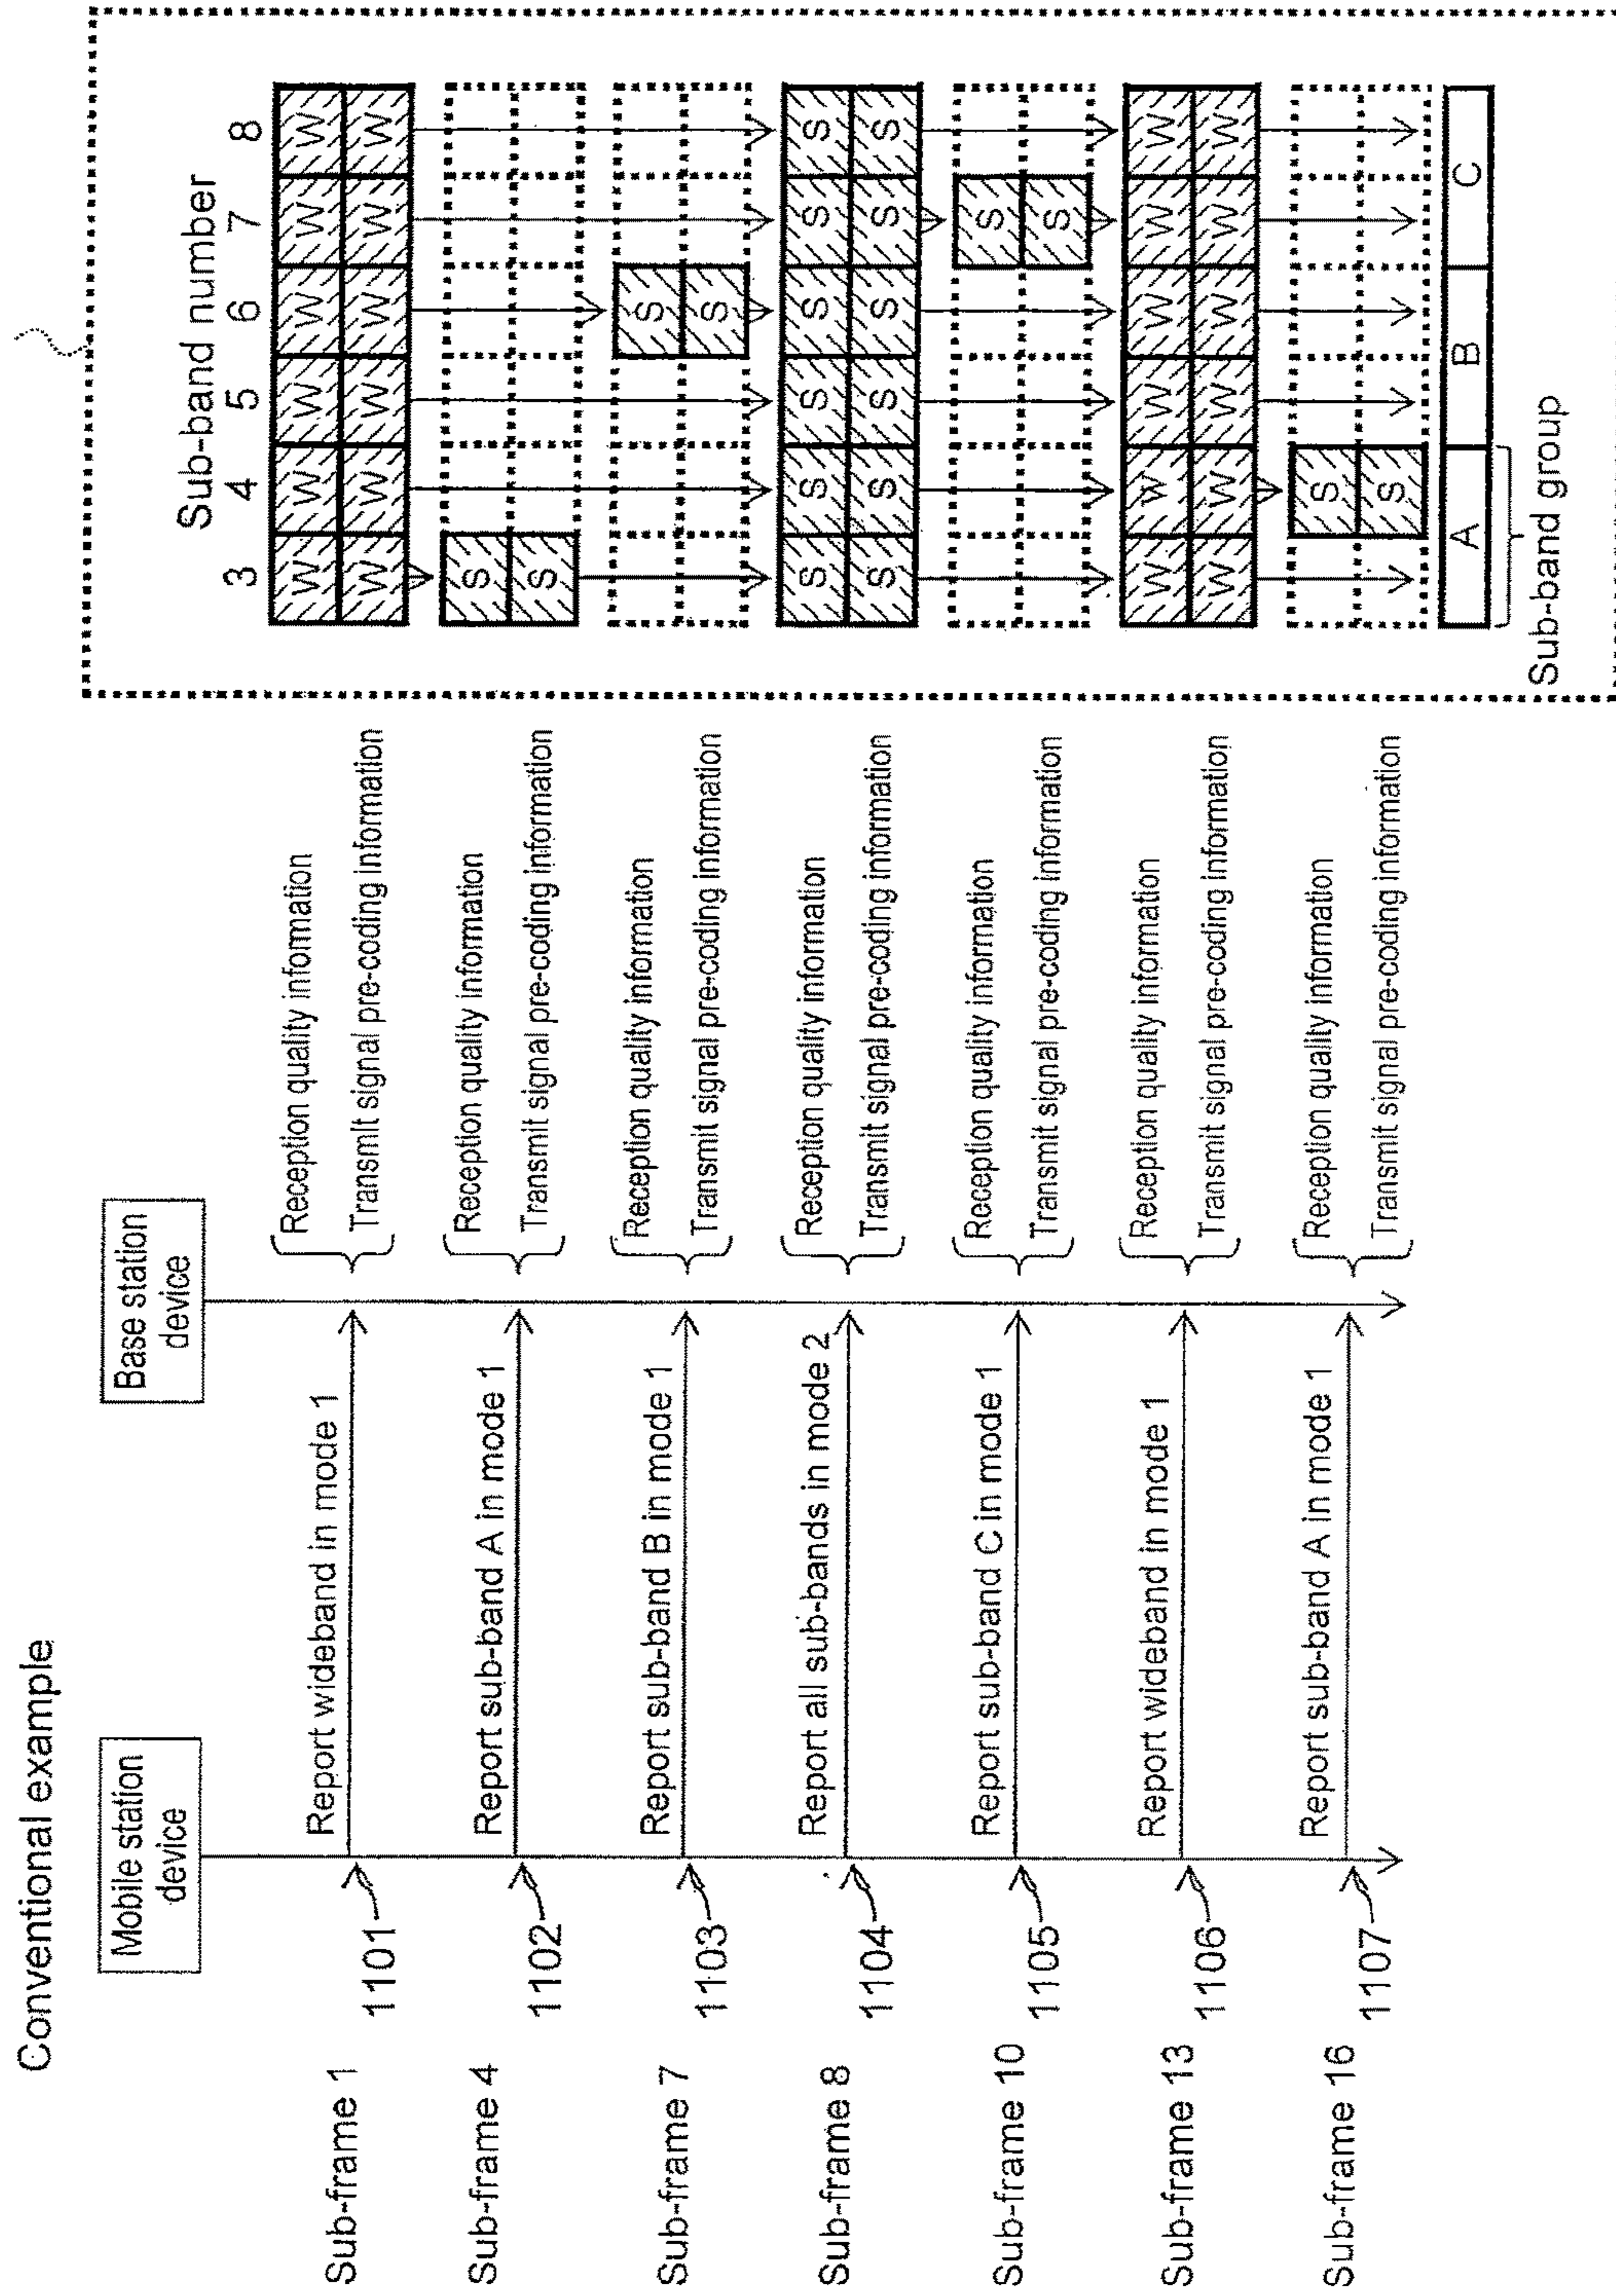 Conventional example
Mobile station
device
Base station
device
Sub-band number
3 4 5 6 7 8
Sub-frame 1
1101
Report wideband in mode 1
Reception quality information
Transmit signal pre-coding information
W W W W W W
W W W W W W
Sub-frame 4
1102
Report sub-band A in mode 1
Reception quality information
Transmit signal pre-coding information
S
S
Sub-frame 7
1103
Report sub-band B in mode 1
Reception quality information
Transmit signal pre-coding information
S
S
Sub-frame 8
1104
Report all sub-bands in mode 2
Reception quality information
Transmit signal pre-coding information
S S S S S S
S S S S S S
Sub-frame 10
1105
Report sub-band C in mode 1
Reception quality information
Transmit signal pre-coding information
S
S
Sub-frame 13
1106
Report wideband in mode 1
Reception quality information
Transmit signal pre-coding information
W W W W W W
W W W W W W
Sub-frame 16
1107
Report sub-band A in mode 1
Reception quality information
Transmit signal pre-coding information
S
S
A B C
Sub-band group